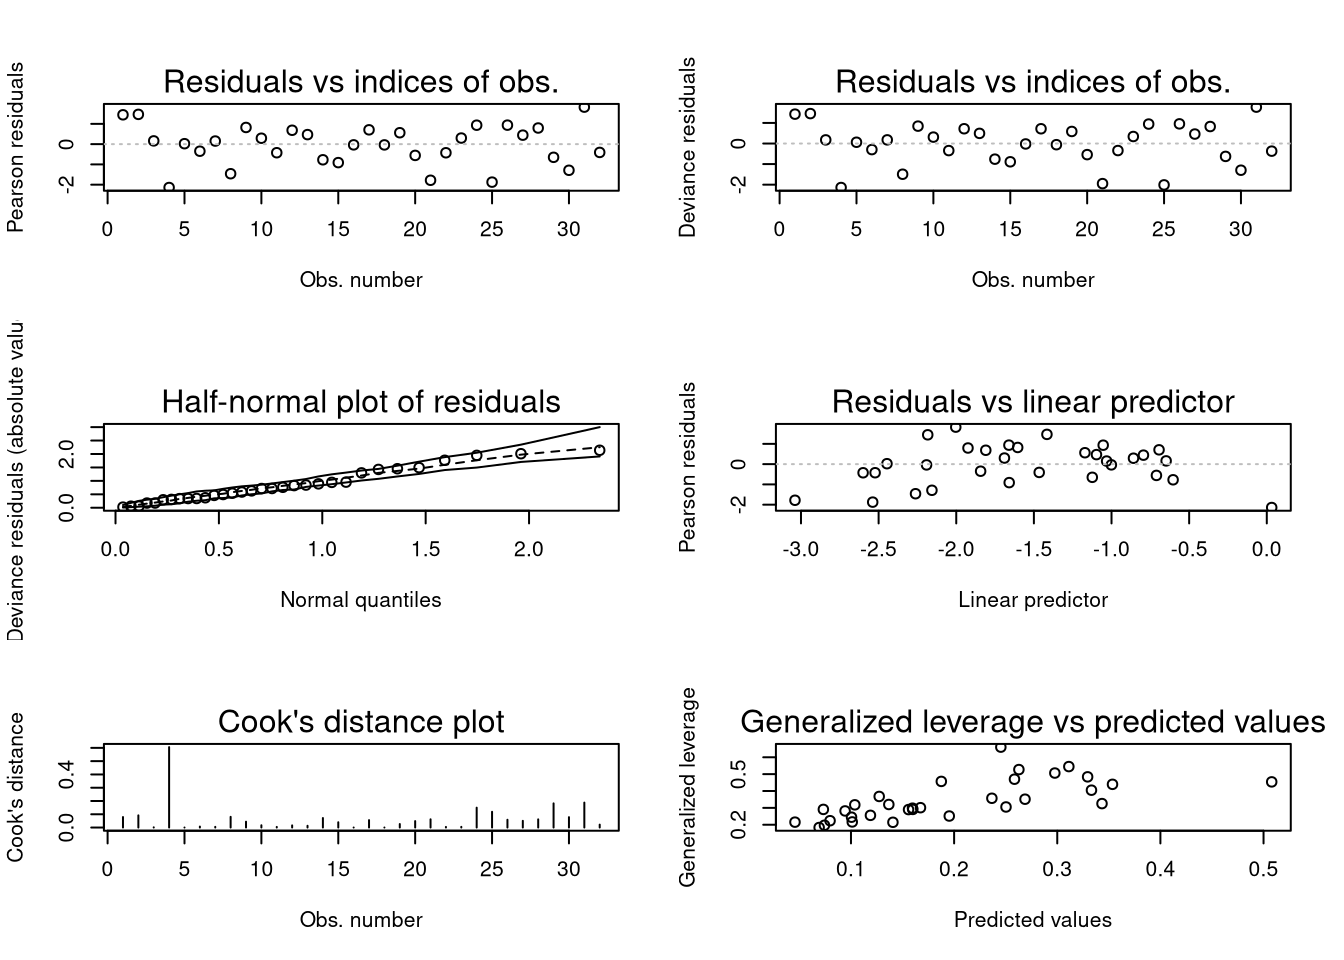 Residuals vs indices of obs.
Pearson residuals
0
-2
0 5 10 15 20 25 30
Obs. number
Residuals vs indices of obs.
Deviance residuals
0
-2
0 5 10 15 20 25 30
Obs. number
Half-normal plot of residuals
Deviance residuals (absolute valu
2.0
0.0
0.0 0.5 1.0 1.5 2.0
Normal quantiles
Residuals vs linear predictor
Pearson residuals
0
-2
-3.0 -2.5 -2.0 -1.5 -1.0 -0.5 0.0
Linear predictor
Cook's distance plot
Cook's distance
0.4
0.0
0 5 10 15 20 25 30
Obs. number
Generalized leverage vs predicted values
Generalized leverage
0.5
0.2
0.1 0.2 0.3 0.4 0.5
Predicted values